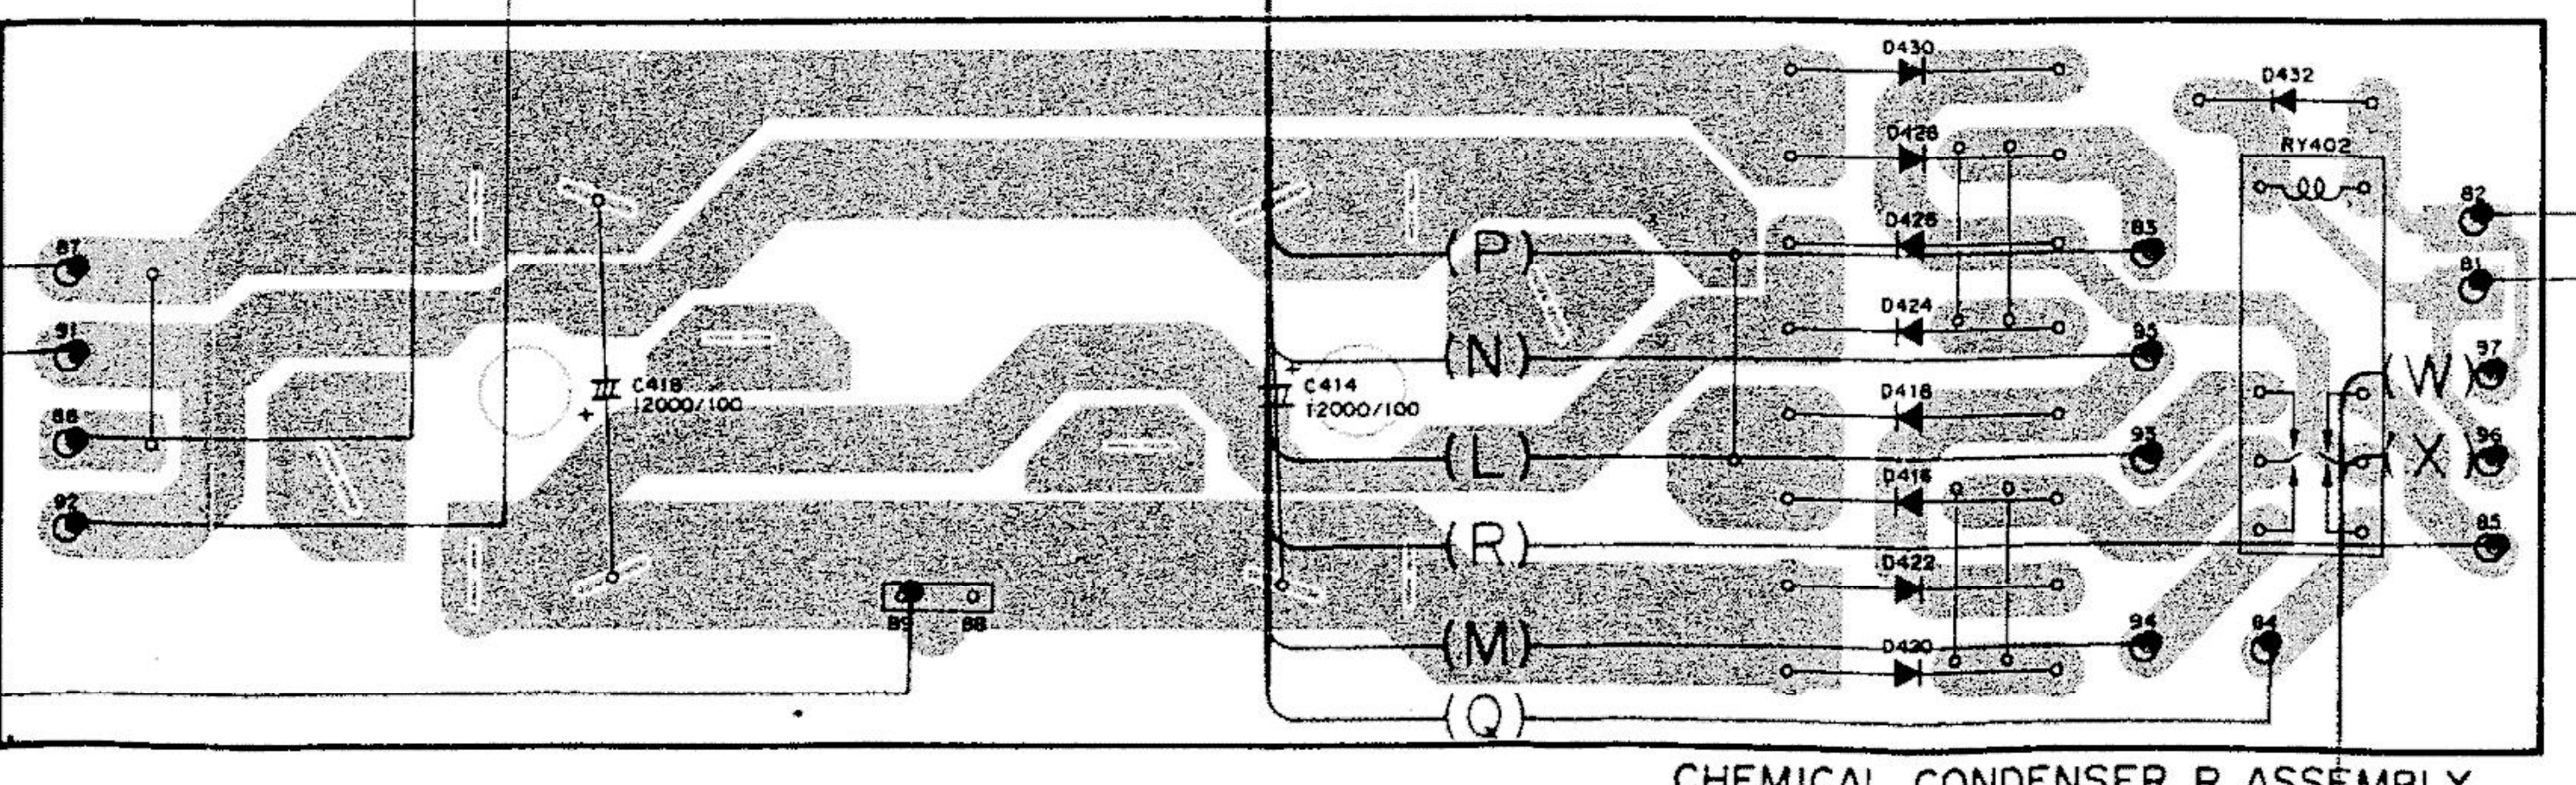 D430
D432
D428
RY402
82
D426
83
87
(P)
81
D424
91
95
97
(N)
(W)
C418
12000/100
+
+
C414
12000/100
D418
88
93
96
(L)
(X)
D416
92
85
(R)
D422
89 88
94
84
(M)
D420
(Q)
CHEMICAL CONDENSER R ASSEMBLY